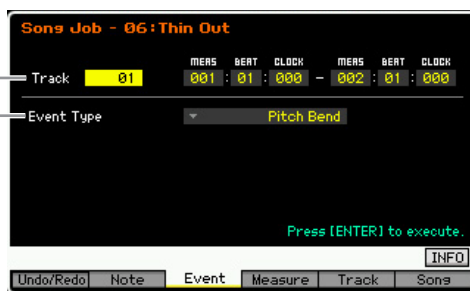 Song Job - 06:Thin Out
MEAS BEAT CLOCK MEAS BEAT CLOCK
Track 01 001 : 01 : 000 - 002 : 01 : 000
Event Type Pitch Bend
Press [ENTER] to execute.
INFO
Undo/Redo Note Event Measure Track Song